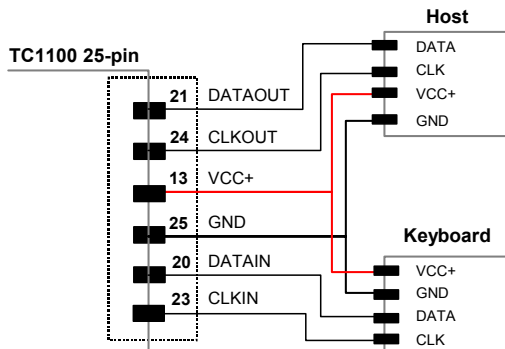 Host
TC1100 25-pin
DATA
CLK
VCC+
GND
21 DATAOUT
24 CLKOUT
13 VCC+
25 GND
20 DATAIN
23 CLKIN
Keyboard
VCC+
GND
DATA
CLK